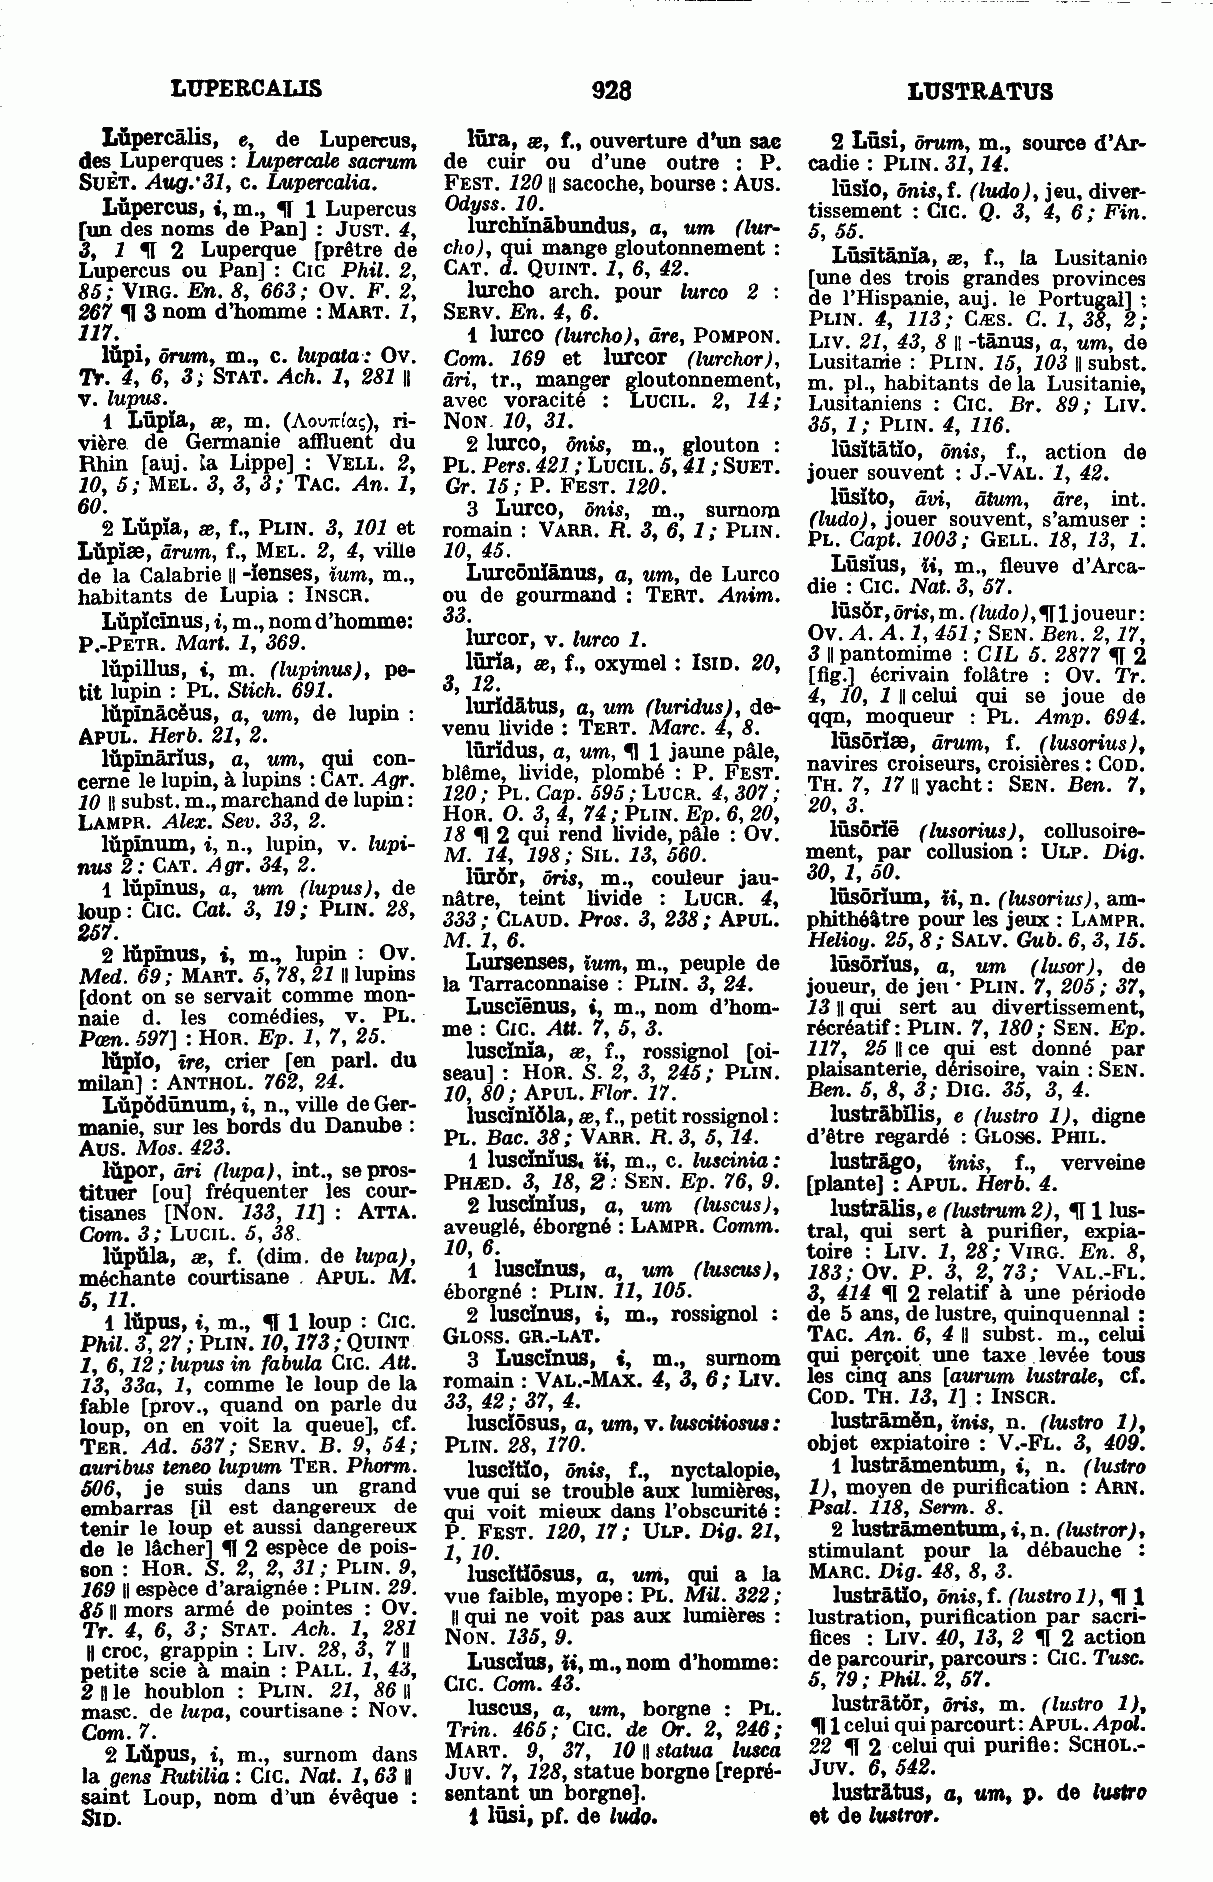 LUPERCALIS
928
LUSTRATUS
Lŭpercālis, e, de Lupercus,
des Luperques : Lupercale sacrum
SUET. Aug. 31, c. Lupercalia.
Lŭpercus, i, m., ¶ 1 Lupercus
[un des noms de Pan] : JUST. 4,
3, 1 ¶ 2 Luperque [prêtre de
Lupercus ou Pan] : CIC Phil. 2,
85 ; VIRG. En. 8, 663 ; OV. F. 2,
267 ¶ 3 nom d'homme : MART. 1,
117.
lŭpi, ōrum, m., c. lupata : OV.
Tr. 4, 6, 3 ; STAT. Ach. 1, 281 ||
v. lupus.
1 Lŭpĭa, æ, m. (Λουπίας), ri-
vière de Germanie affluent du
Rhin [auj. la Lippe] : VELL. 2,
10, 5 ; MEL. 3, 3, 3 ; TAC. An. 1,
60.
2 Lŭpĭa, æ, f., PLIN. 3, 101 et
Lŭpĭæ, ārum, f., MEL. 2, 4, ville
de la Calabrie || -ĭenses, ĭum, m.,
habitants de Lupia : INSCR.
Lŭpĭcīnus, i, m., nom d'homme:
P.-PETR. Mart. 1, 369.
lŭpillus, i, m. (lupinus), pe-
tit lupin : PL. Stich. 691.
lŭpīnācĕus, a, um, de lupin :
APUL. Herb. 21, 2.
lŭpīnārĭus, a, um, qui con-
cerne le lupin, à lupins : CAT. Agr.
10 || subst. m., marchand de lupin :
LAMPR. Alex. Sev. 33, 2.
lŭpīnum, i, n., lupin, v. lupi-
nus 2 : CAT. Agr. 34, 2.
1 lŭpīnus, a, um (lupus), de
loup : CIC. Cat. 3, 19 ; PLIN. 28,
257.
2 lŭpīnus, i, m., lupin : OV.
Med. 69 ; MART. 5, 78, 21 || lupins
[dont on se servait comme mon-
naie d. les comédies, v. PL.
Pœn. 597] : HOR. Ep. 1, 7, 25.
lŭpĭo, īre, crier [en parl. du
milan] : ANTHOL. 762, 24.
Lŭpŏdūnum, i, n., ville de Ger-
manie, sur les bords du Danube :
AUS. Mos. 423.
lŭpor, āri (lupa), int., se pros-
tituer [ou] fréquenter les cour-
tisanes [NON. 133, 11] : ATTA.
Com. 3 ; LUCIL. 5, 38.
lŭpŭla, æ, f. (dim. de lupa),
méchante courtisane . APUL. M.
5, 11.
1 lŭpus, i, m., ¶ 1 loup : CIC.
Phil. 3, 27 ; PLIN. 10, 173 ; QUINT
1, 6, 12 ; lupus in fabula CIC. Att.
13, 33a, 1, comme le loup de la
fable [prov., quand on parle du
loup, on en voit la queue], cf.
TER. Ad. 537 ; SERV. B. 9, 54 ;
auribus teneo lupum TER. Phorm.
506, je suis dans un grand
embarras [il est dangereux de
tenir le loup et aussi dangereux
de le lâcher] ¶ 2 espèce de pois-
son : HOR. S. 2, 2, 31 ; PLIN. 9,
169 || espèce d'araignée : PLIN. 29.
85 || mors armé de pointes : OV.
Tr. 4, 6, 3 ; STAT. Ach. 1, 281
|| croc, grappin : LIV. 28, 3, 7 ||
petite scie à main : PALL. 1, 43,
2 || le houblon : PLIN. 21, 86 ||
masc. de lupa, courtisane : NOV.
Com. 7.
2 Lŭpus, i, m., surnom dans
la gens Rutilia : CIC. Nat. 1, 63 ||
saint Loup, nom d'un évêque :
SID.
lūra, æ, f., ouverture d'un sac
de cuir ou d'une outre : P.
FEST. 120 || sacoche, bourse : AUS.
Odyss. 10.
lurchĭnābundus, a, um (lur-
cho), qui mange gloutonnement :
CAT. d. QUINT. 1, 6, 42.
lurcho arch. pour lurco 2 :
SERV. En. 4, 6.
1 lurco (lurcho), āre, POMPON.
Com. 169 et lurcor (lurchor),
āri, tr., manger gloutonnement,
avec voracité : LUCIL. 2, 14 ;
NON. 10, 31.
2 lurco, ōnis, m., glouton :
PL. Pers. 421 ; LUCIL. 5, 41 ; SUET.
Gr. 15 ; P. FEST. 120.
3 Lurco, ōnis, m., surnom
romain : VARR. R. 3, 6, 1 ; PLIN.
10, 45.
Lurcōnĭānus, a, um, de Lurco
ou de gourmand : TERT. Anim.
33.
lurcor, v. lurco 1.
lūrĭa, æ, f., oxymel : ISID. 20,
3, 12.
lurĭdātus, a, um (luridus), de-
venu livide : TERT. Marc. 4, 8.
lūrĭdus, a, um, ¶ 1 jaune pâle,
blême, livide, plombé : P. FEST.
120 ; PL. Cap. 595 ; LUCR. 4, 307 ;
HOR. O. 3, 4, 74 ; PLIN. Ep. 6, 20,
18 ¶ 2 qui rend livide, pâle : OV.
M. 14, 198 ; SIL. 13, 560.
lūrŏr, ōris, m., couleur jau-
nâtre, teint livide : LUCR. 4,
333 ; CLAUD. Pros. 3, 238 ; APUL.
M. 1, 6.
Lursenses, ĭum, m., peuple de
la Tarraconnaise : PLIN. 3, 24.
Luscĭēnus, i, m., nom d'hom-
me : CIC. Att. 7, 5, 3.
luscĭnĭa, æ, f., rossignol [oi-
seau] : HOR. S. 2, 3, 245 ; PLIN.
10, 80 ; APUL. Flor. 17.
luscĭnĭŏla, æ, f., petit rossignol :
PL. Bac. 38 ; VARR. R. 3, 5, 14.
1 luscĭnĭus, ĭi, m., c. luscinia :
PHÆD. 3, 18, 2 : SEN. Ep. 76, 9.
2 luscĭnĭus, a, um (luscus),
aveuglé, éborgné : LAMPR. Comm.
10, 6.
1 luscĭnus, a, um (luscus),
éborgné : PLIN. 11, 105.
2 luscĭnus, i, m., rossignol :
GLOSS. GR.-LAT.
3 Luscĭnus, i, m., surnom
romain : VAL.-MAX. 4, 3, 6 ; LIV.
33, 42 ; 37, 4.
luscĭōsus, a, um, v. luscitiosus :
PLIN. 28, 170.
luscĭtĭo, ōnis, f., nyctalopie,
vue qui se trouble aux lumières,
qui voit mieux dans l'obscurité :
P. FEST. 120, 17 ; ULP. Dig. 21,
1, 10.
luscĭtĭōsus, a, um, qui a la
vue faible, myope : PL. Mil. 322 ;
|| qui ne voit pas aux lumières :
NON. 135, 9.
Luscĭus, ĭi, m., nom d'homme:
CIC. Com. 43.
luscus, a, um, borgne : PL.
Trin. 465 ; CIC. de Or. 2, 246 ;
MART. 9, 37, 10 || statua lusca
JUV. 7, 128, statue borgne [repré-
sentant un borgne].
1 lūsi, pf. de ludo.
2 Lūsi, ōrum, m., source d'Ar-
cadie : PLIN. 31, 14.
lūsĭo, ōnis, f. (ludo), jeu, diver-
tissement : CIC. Q. 3, 4, 6 ; Fin.
5, 55.
Lūsĭtānĭa, æ, f., la Lusitanie
[une des trois grandes provinces
de l'Hispanie, auj. le Portugal] :
PLIN. 4, 113 ; CÆS. C. 1, 38, 2 ;
LIV. 21, 43, 8 || -tānus, a, um, de
Lusitanie : PLIN. 15, 103 || subst.
m. pl., habitants de la Lusitanie,
Lusitaniens : CIC. Br. 89 ; LIV.
35, 1 ; PLIN. 4, 116.
lūsĭtātĭo, ōnis, f., action de
jouer souvent : J.-VAL. 1, 42.
lūsĭto, āvi, ātum, āre, int.
(ludo), jouer souvent, s'amuser :
PL. Capt. 1003 ; GELL. 18, 13, 1.
Lūsĭus, ĭi, m., fleuve d'Arca-
die : CIC. Nat. 3, 57.
lūsŏr, ōris, m. (ludo), ¶ 1 joueur :
OV. A. A. 1, 451 ; SEN. Ben. 2, 17,
3 || pantomime : CIL 5. 2877 ¶ 2
[fig.] écrivain folâtre : OV. Tr.
4, 10, 1 || celui qui se joue de
qqn, moqueur : PL. Amp. 694.
lūsōrĭæ, ārum, f. (lusorius),
navires croiseurs, croisières : COD.
TH. 7, 17 || yacht : SEN. Ben. 7,
20, 3.
lūsōrĭē (lusorius), collusoire-
ment, par collusion : ULP. Dig.
30, 1, 50.
lūsōrĭum, ĭi, n. (lusorius), am-
phithéâtre pour les jeux : LAMPR.
Heliog. 25, 8 ; SALV. Gub. 6, 3, 15.
lūsōrĭus, a, um (lusor), de
joueur, de jeu · PLIN. 7, 205 ; 37,
13 || qui sert au divertissement,
récréatif : PLIN. 7, 180 ; SEN. Ep.
117, 25 || ce qui est donné par
plaisanterie, dérisoire, vain : SEN.
Ben. 5, 8, 3 ; DIG. 35, 3, 4.
lustrābĭlis, e (lustro 1), digne
d'être regardé : GLOSS. PHIL.
lustrāgo, ĭnis, f., verveine
[plante] : APUL. Herb. 4.
lustrālis, e (lustrum 2), ¶ 1 lus-
tral, qui sert à purifier, expia-
toire : LIV. 1, 28 ; VIRG. En. 8,
183 ; OV. P. 3, 2, 73 ; VAL.-FL.
3, 414 ¶ 2 relatif à une période
de 5 ans, de lustre, quinquennal :
TAC. An. 6, 4 || subst. m., celui
qui perçoit une taxe levée tous
les cinq ans [aurum lustrale, cf.
COD. TH. 13, 1] : INSCR.
lustrāmĕn, ĭnis, n. (lustro 1),
objet expiatoire : V.-FL. 3, 409.
1 lustrāmentum, i, n. (lustro
1), moyen de purification : ARN.
Psal. 118, Serm. 8.
2 lustrāmentum, i, n. (lustror),
stimulant pour la débauche :
MARC. Dig. 48, 8, 3.
lustrātĭo, ōnis, f. (lustro 1), ¶ 1
lustration, purification par sacri-
fices : LIV. 40, 13, 2 ¶ 2 action
de parcourir, parcours : CIC. Tusc.
5, 79 ; Phil. 2, 57.
lustrātŏr, ōris, m. (lustro 1),
¶ 1 celui qui parcourt : APUL. Apol.
22 ¶ 2 celui qui purifie : SCHOL.-
JUV. 6, 542.
lustrātus, a, um, p. de lustro
et de lustror.